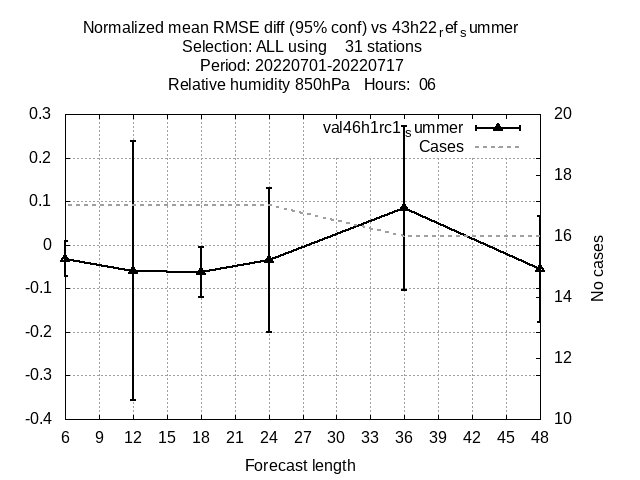 Normalized mean RMSE diff (95% conf) vs 43h22ref_summer
Selection: ALL using 31 stations
Period: 20220701-20220717
Relative humidity 850hPa Hours: 06
val46h1rc1summer
Cases
0.3
0.2
0.1
0
-0.1
-0.2
-0.3
-0.4
20
18
16
14
12
10
No cases
6 9 12 15 18 21 24 27 30 33 36 39 42 45 48
Forecast length